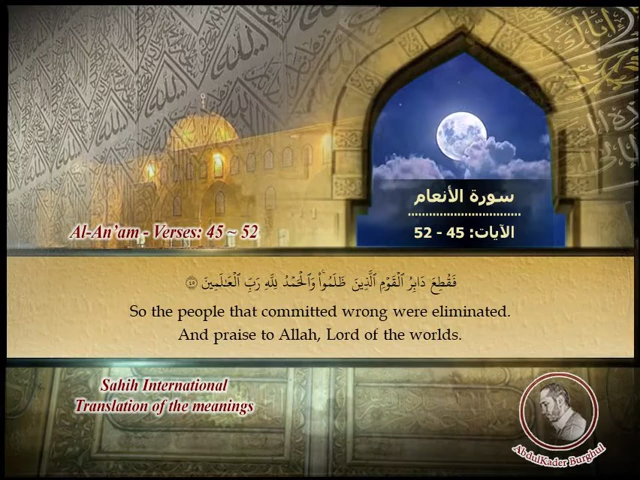 سورة الأنعام
الآيات: 45 - 52
Al-An'am - Verses: 45 ~ 52
فَقُطِعَ دَابِرُ ٱلْقَوْمِ ٱلَّذِينَ ظَلَمُوا۟ وَٱلْحَمْدُ لِلَّهِ رَبِّ ٱلْعَـٰلَمِينَ ٤٥
So the people that committed wrong were eliminated.
And praise to Allah, Lord of the worlds.
Sahih International
Translation of the meanings
AbdulKader Burghul